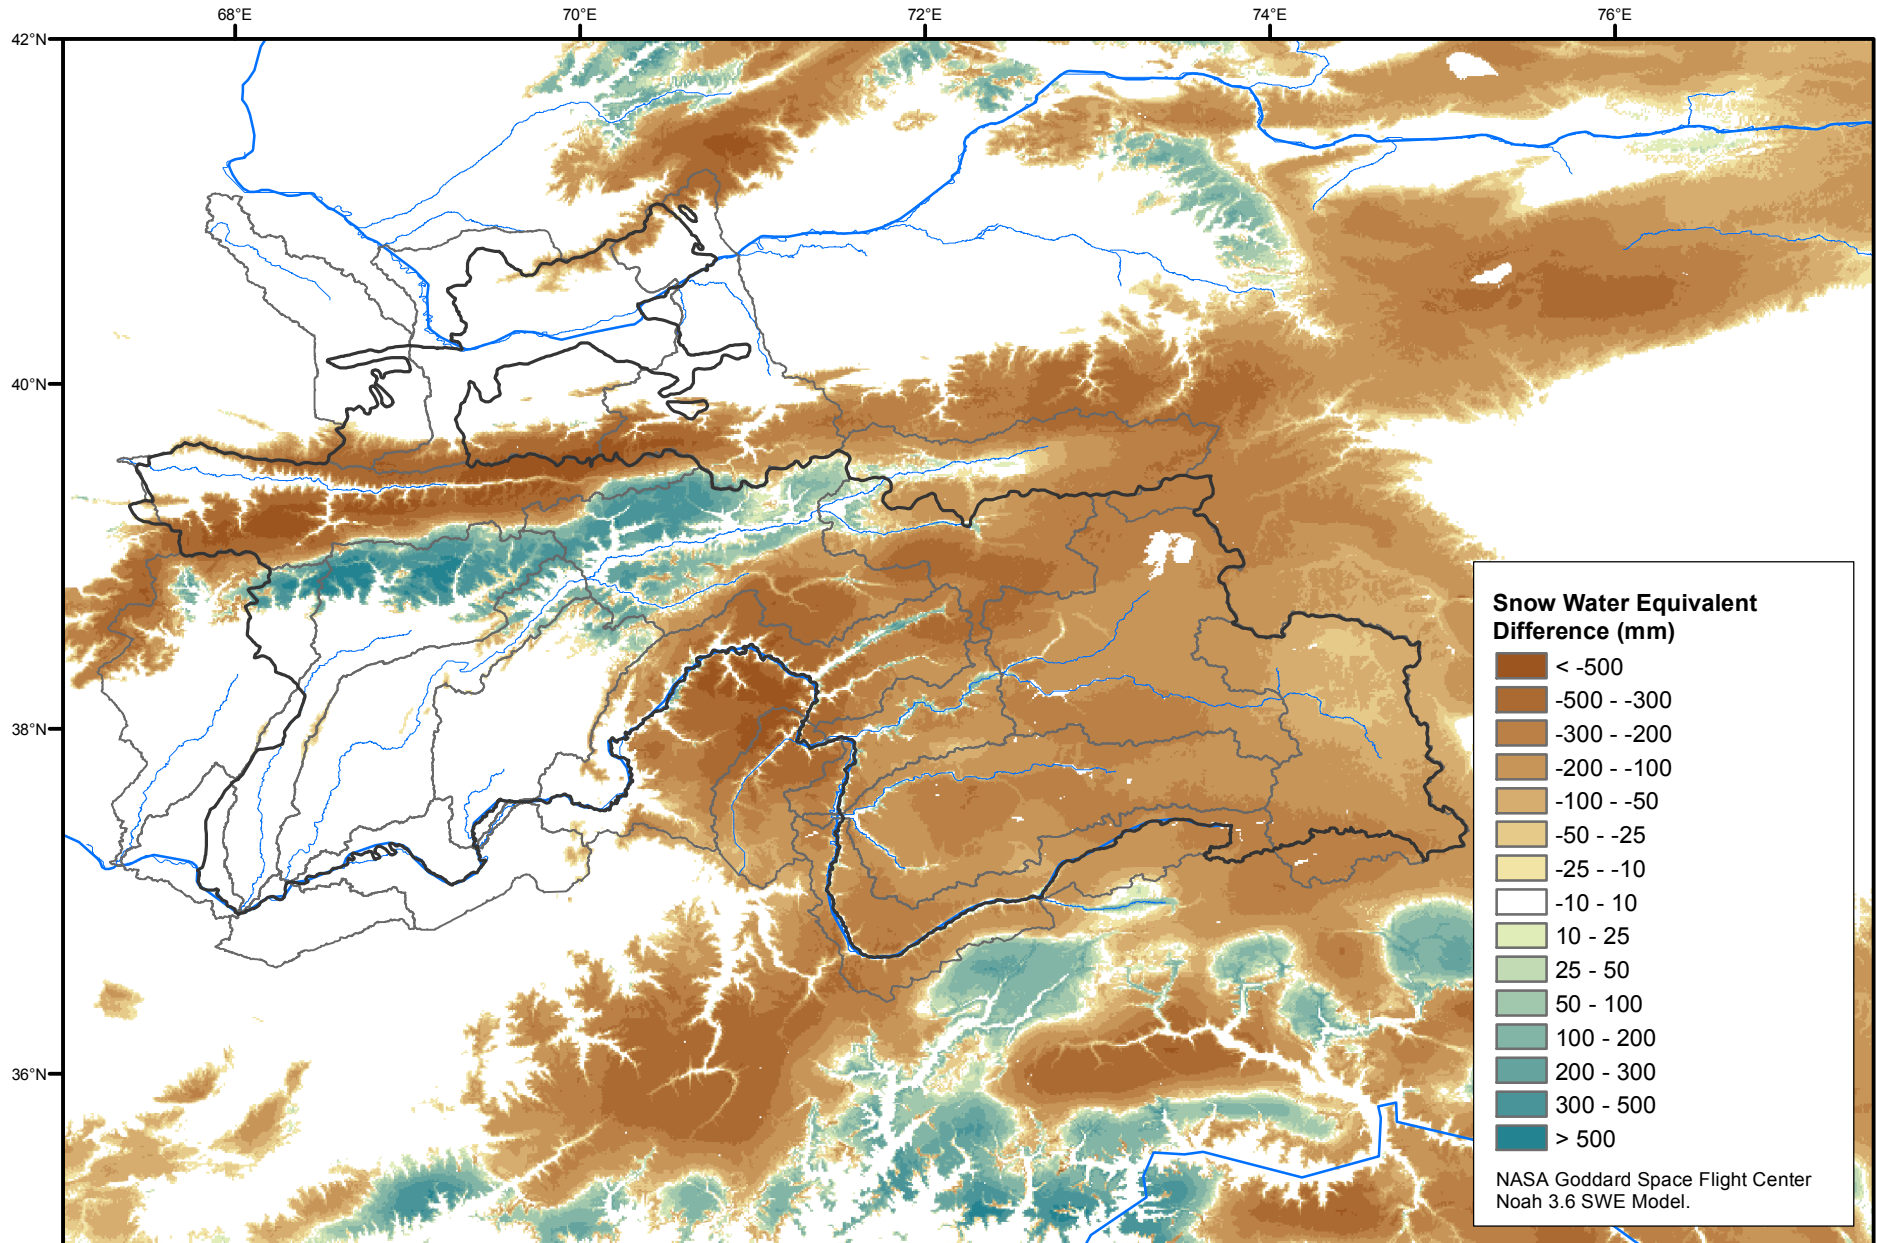 68°E
70°E
72°E
74°E
76°E
42°N
40°N
38°N
36°N
Snow Water Equivalent
Difference (mm)
< -500
-500 - -300
-300 - -200
-200 - -100
-100 - -50
-50 - -25
-25 - -10
-10 - 10
10 - 25
25 - 50
50 - 100
100 - 200
200 - 300
300 - 500
> 500
NASA Goddard Space Flight Center
Noah 3.6 SWE Model.